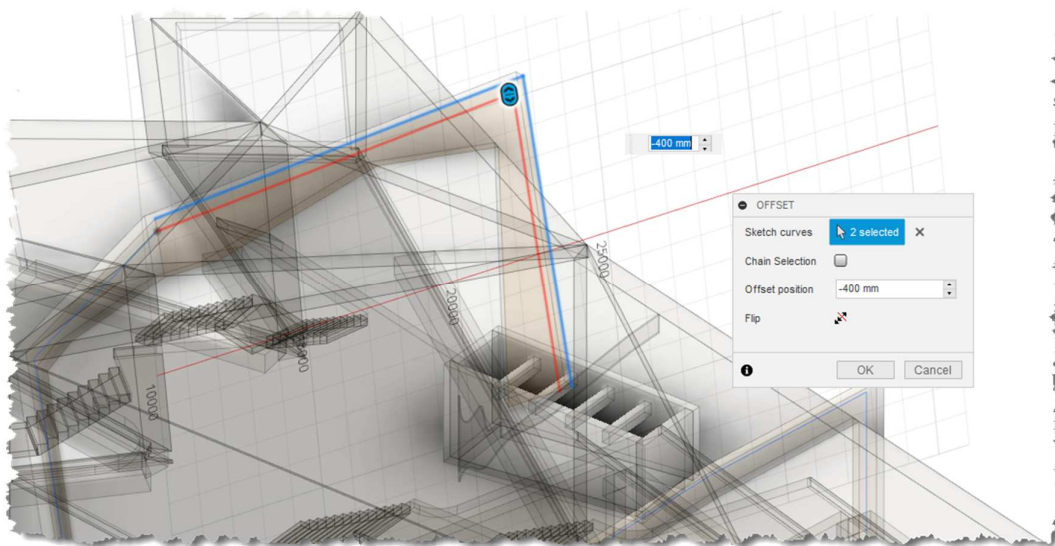 -400 mm
OFFSET
Sketch curves
2 selected
Chain Selection
Offset position
-400 mm
Flip
OK
Cancel
25000
20000
10000